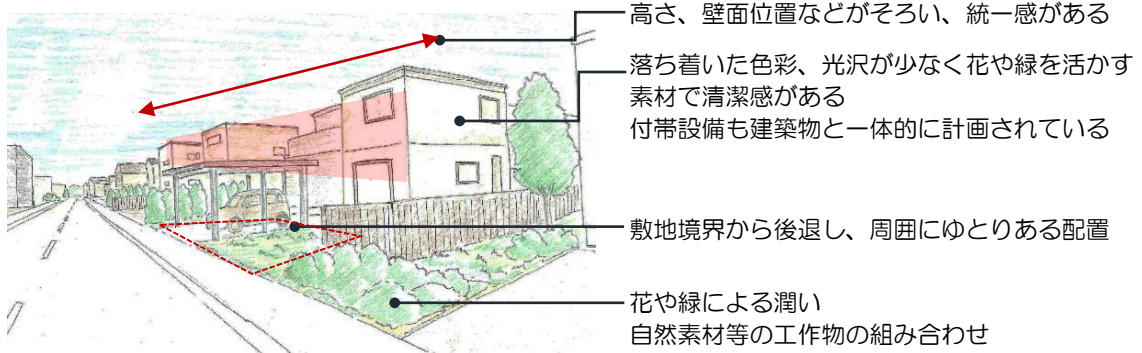 高さ、壁面位置などがそろい、統一感がある
落ち着いた色彩、光沢が少なく花や緑を活かす
素材で清潔感がある
付帯設備も建築物と一体的に計画されている
敷地境界から後退し、周囲にゆとりある配置
花や緑による潤い
自然素材等の工作物の組み合わせ